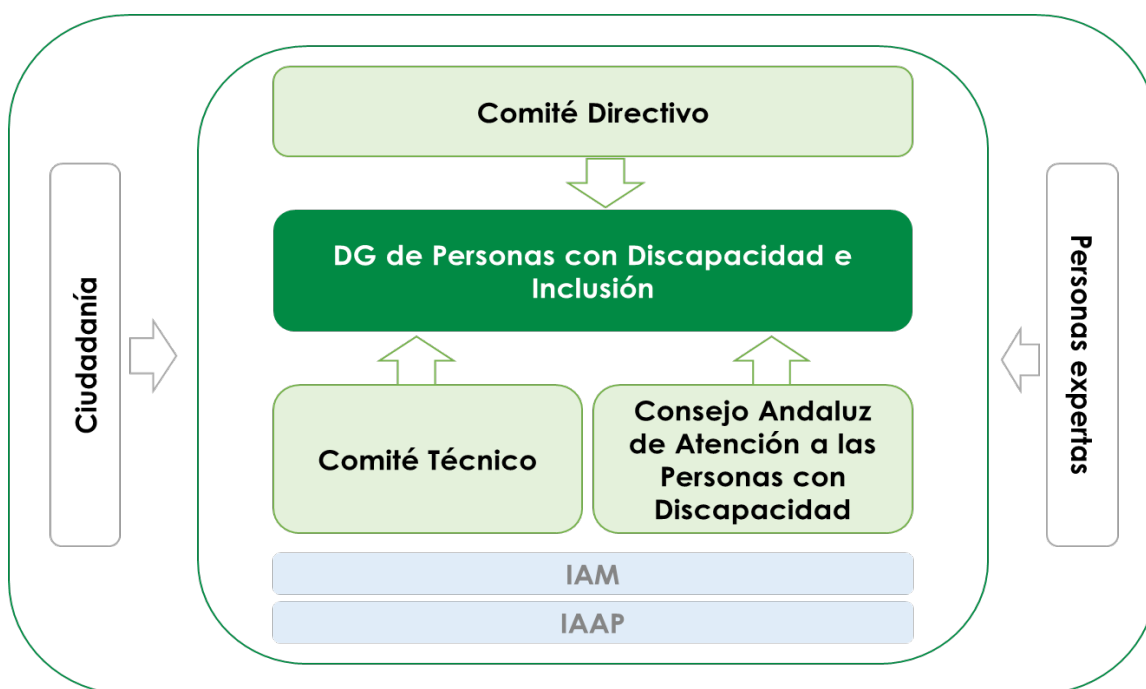 Comité Directivo
DG de Personas con Discapacidad e
Inclusión
Ciudadanía
Personas expertas
Comité Técnico
Consejo Andaluz
de Atención a las
Personas con
Discapacidad
IAM
IAAP